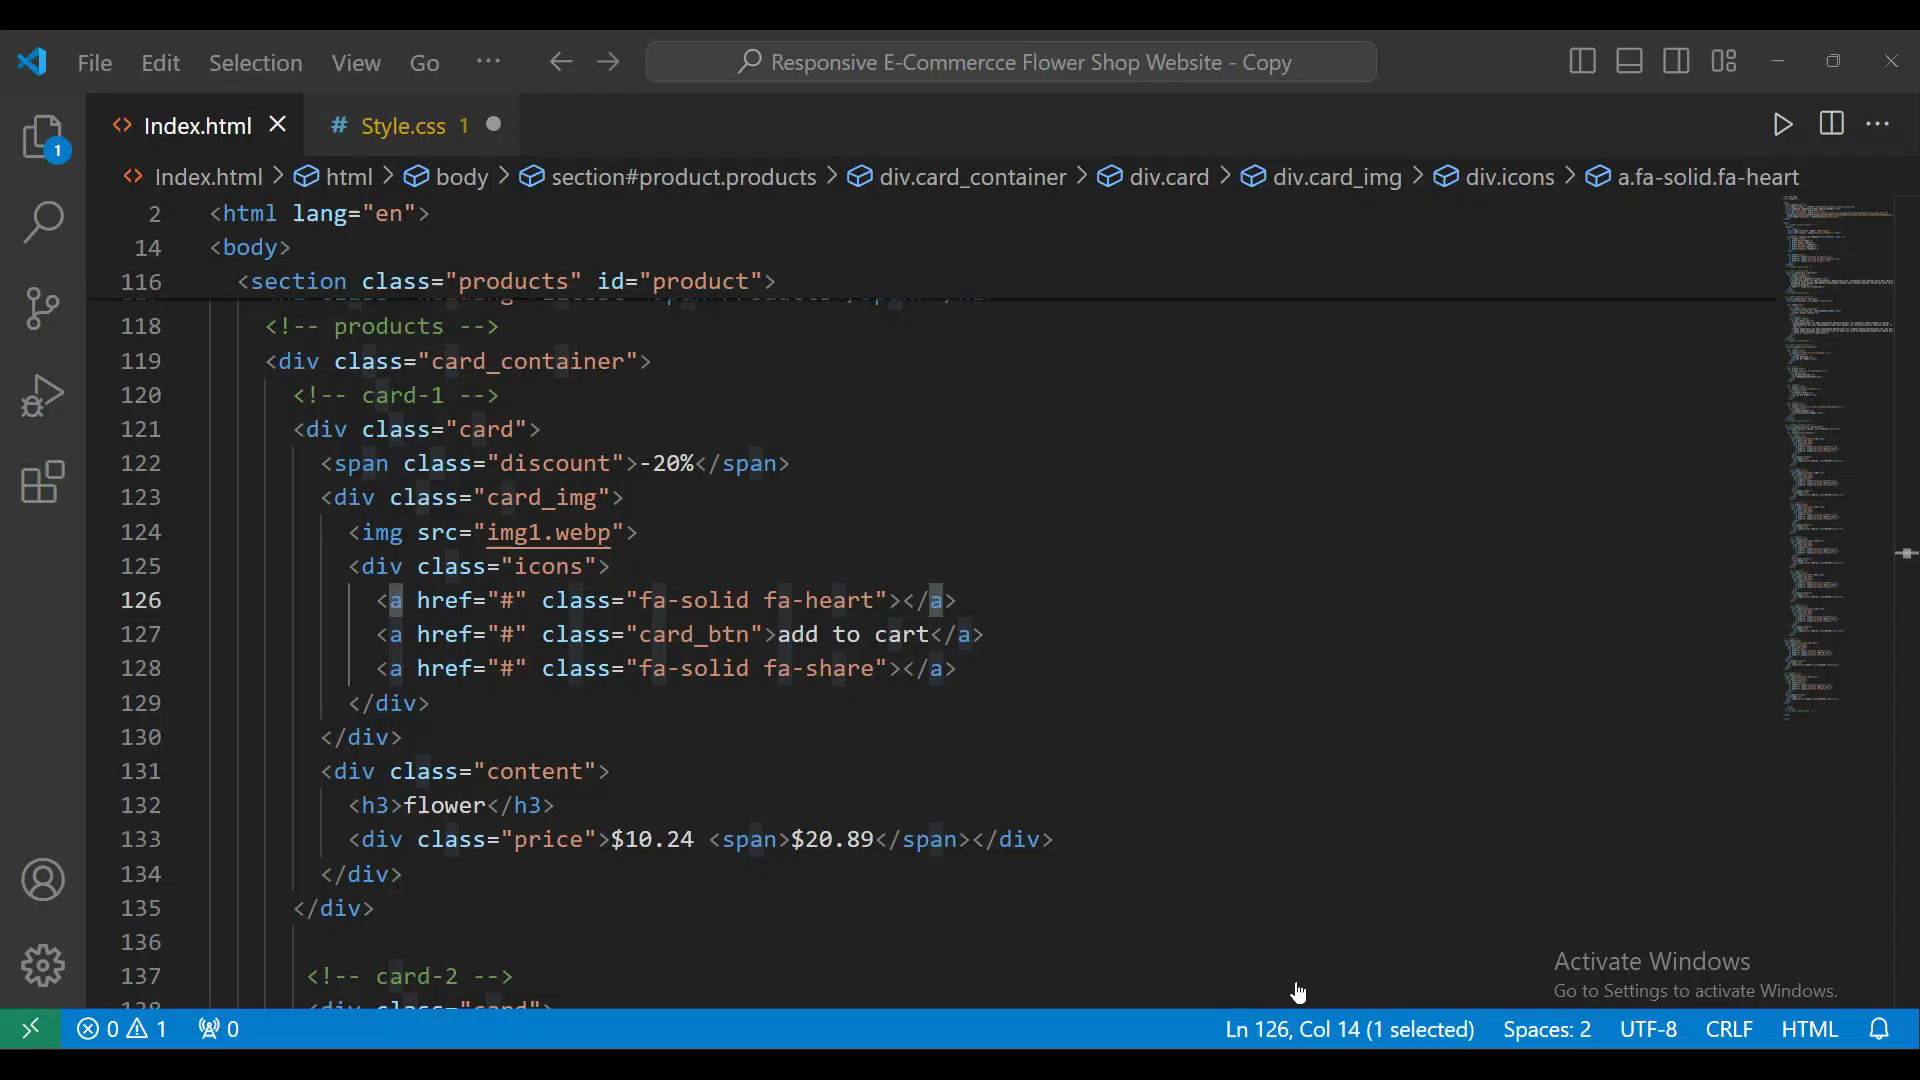 File Edit Selection View Go ··· Responsive E-Commercce Flower Shop Website - Copy
Index.html Style.css 1
1
Index.html > html > body > section#product.products > div.card_container > div.card > div.card_img > div.icons > a.fa-solid.fa-heart
2 <html lang="en">
14 <body>
116 <section class="products" id="product">
118 <!-- products -->
119 <div class="card_container">
120 <!-- card-1 -->
121 <div class="card">
122 <span class="discount">-20%</span>
123 <div class="card_img">
124 <img src="img1.webp">
125 <div class="icons">
126 <a href="#" class="fa-solid fa-heart"></a>
127 <a href="#" class="card_btn">add to cart</a>
128 <a href="#" class="fa-solid fa-share"></a>
129 </div>
130 </div>
131 <div class="content">
132 <h3>flower</h3>
133 <div class="price">$10.24 <span>$20.89</span></div>
134 </div>
135 </div>
136
137 <!-- card-2 -->
138 <div class="card">
Activate Windows
Go to Settings to activate Windows.
0 1 0 Ln 126, Col 14 (1 selected) Spaces: 2 UTF-8 CRLF HTML